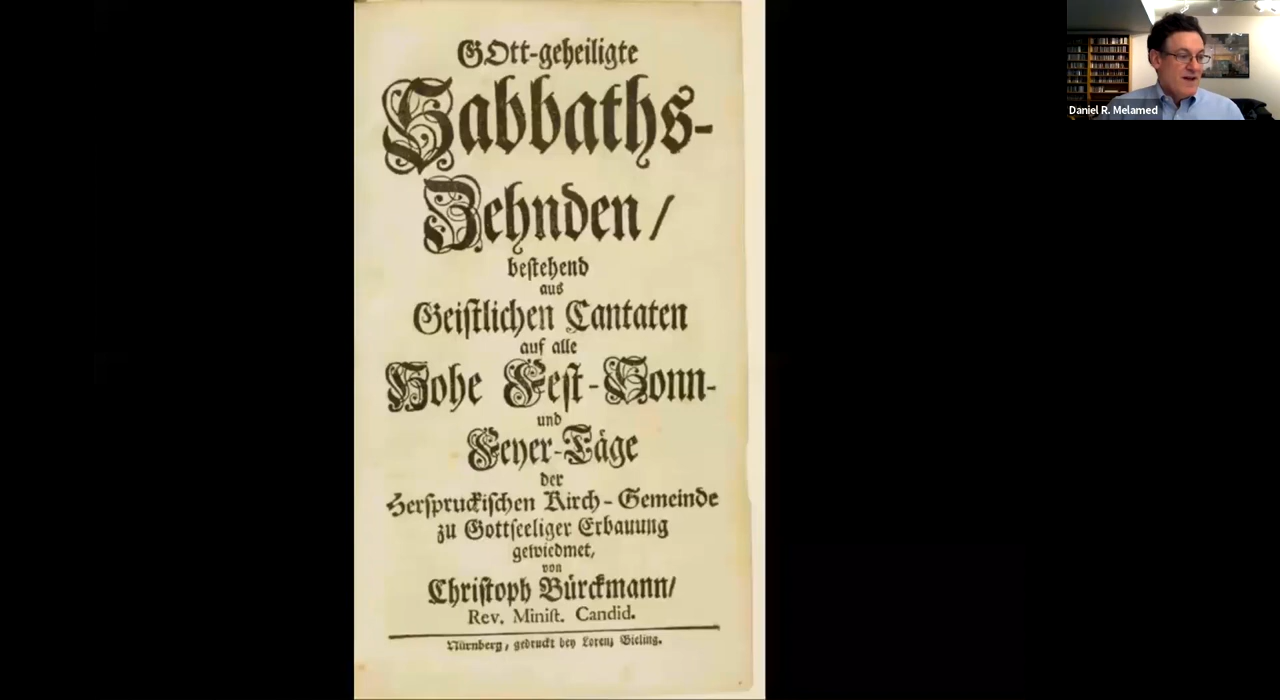 GOtt-geheiligte
Sabbaths-
Zehnden/
bestehend
aus
Geistlichen Cantaten
auf alle
Hohe Fest-Sonn-
und
Feyer-Täge
der
Herspruckischen Kirch-Gemeinde
zu Gottseeliger Erbauung
gewiedmet,
von
Christoph Bürckmann/
Rev. Minist. Candid.
Nürnberg, gedruckt bey Lorenz Bieling.
Daniel R. Melamed